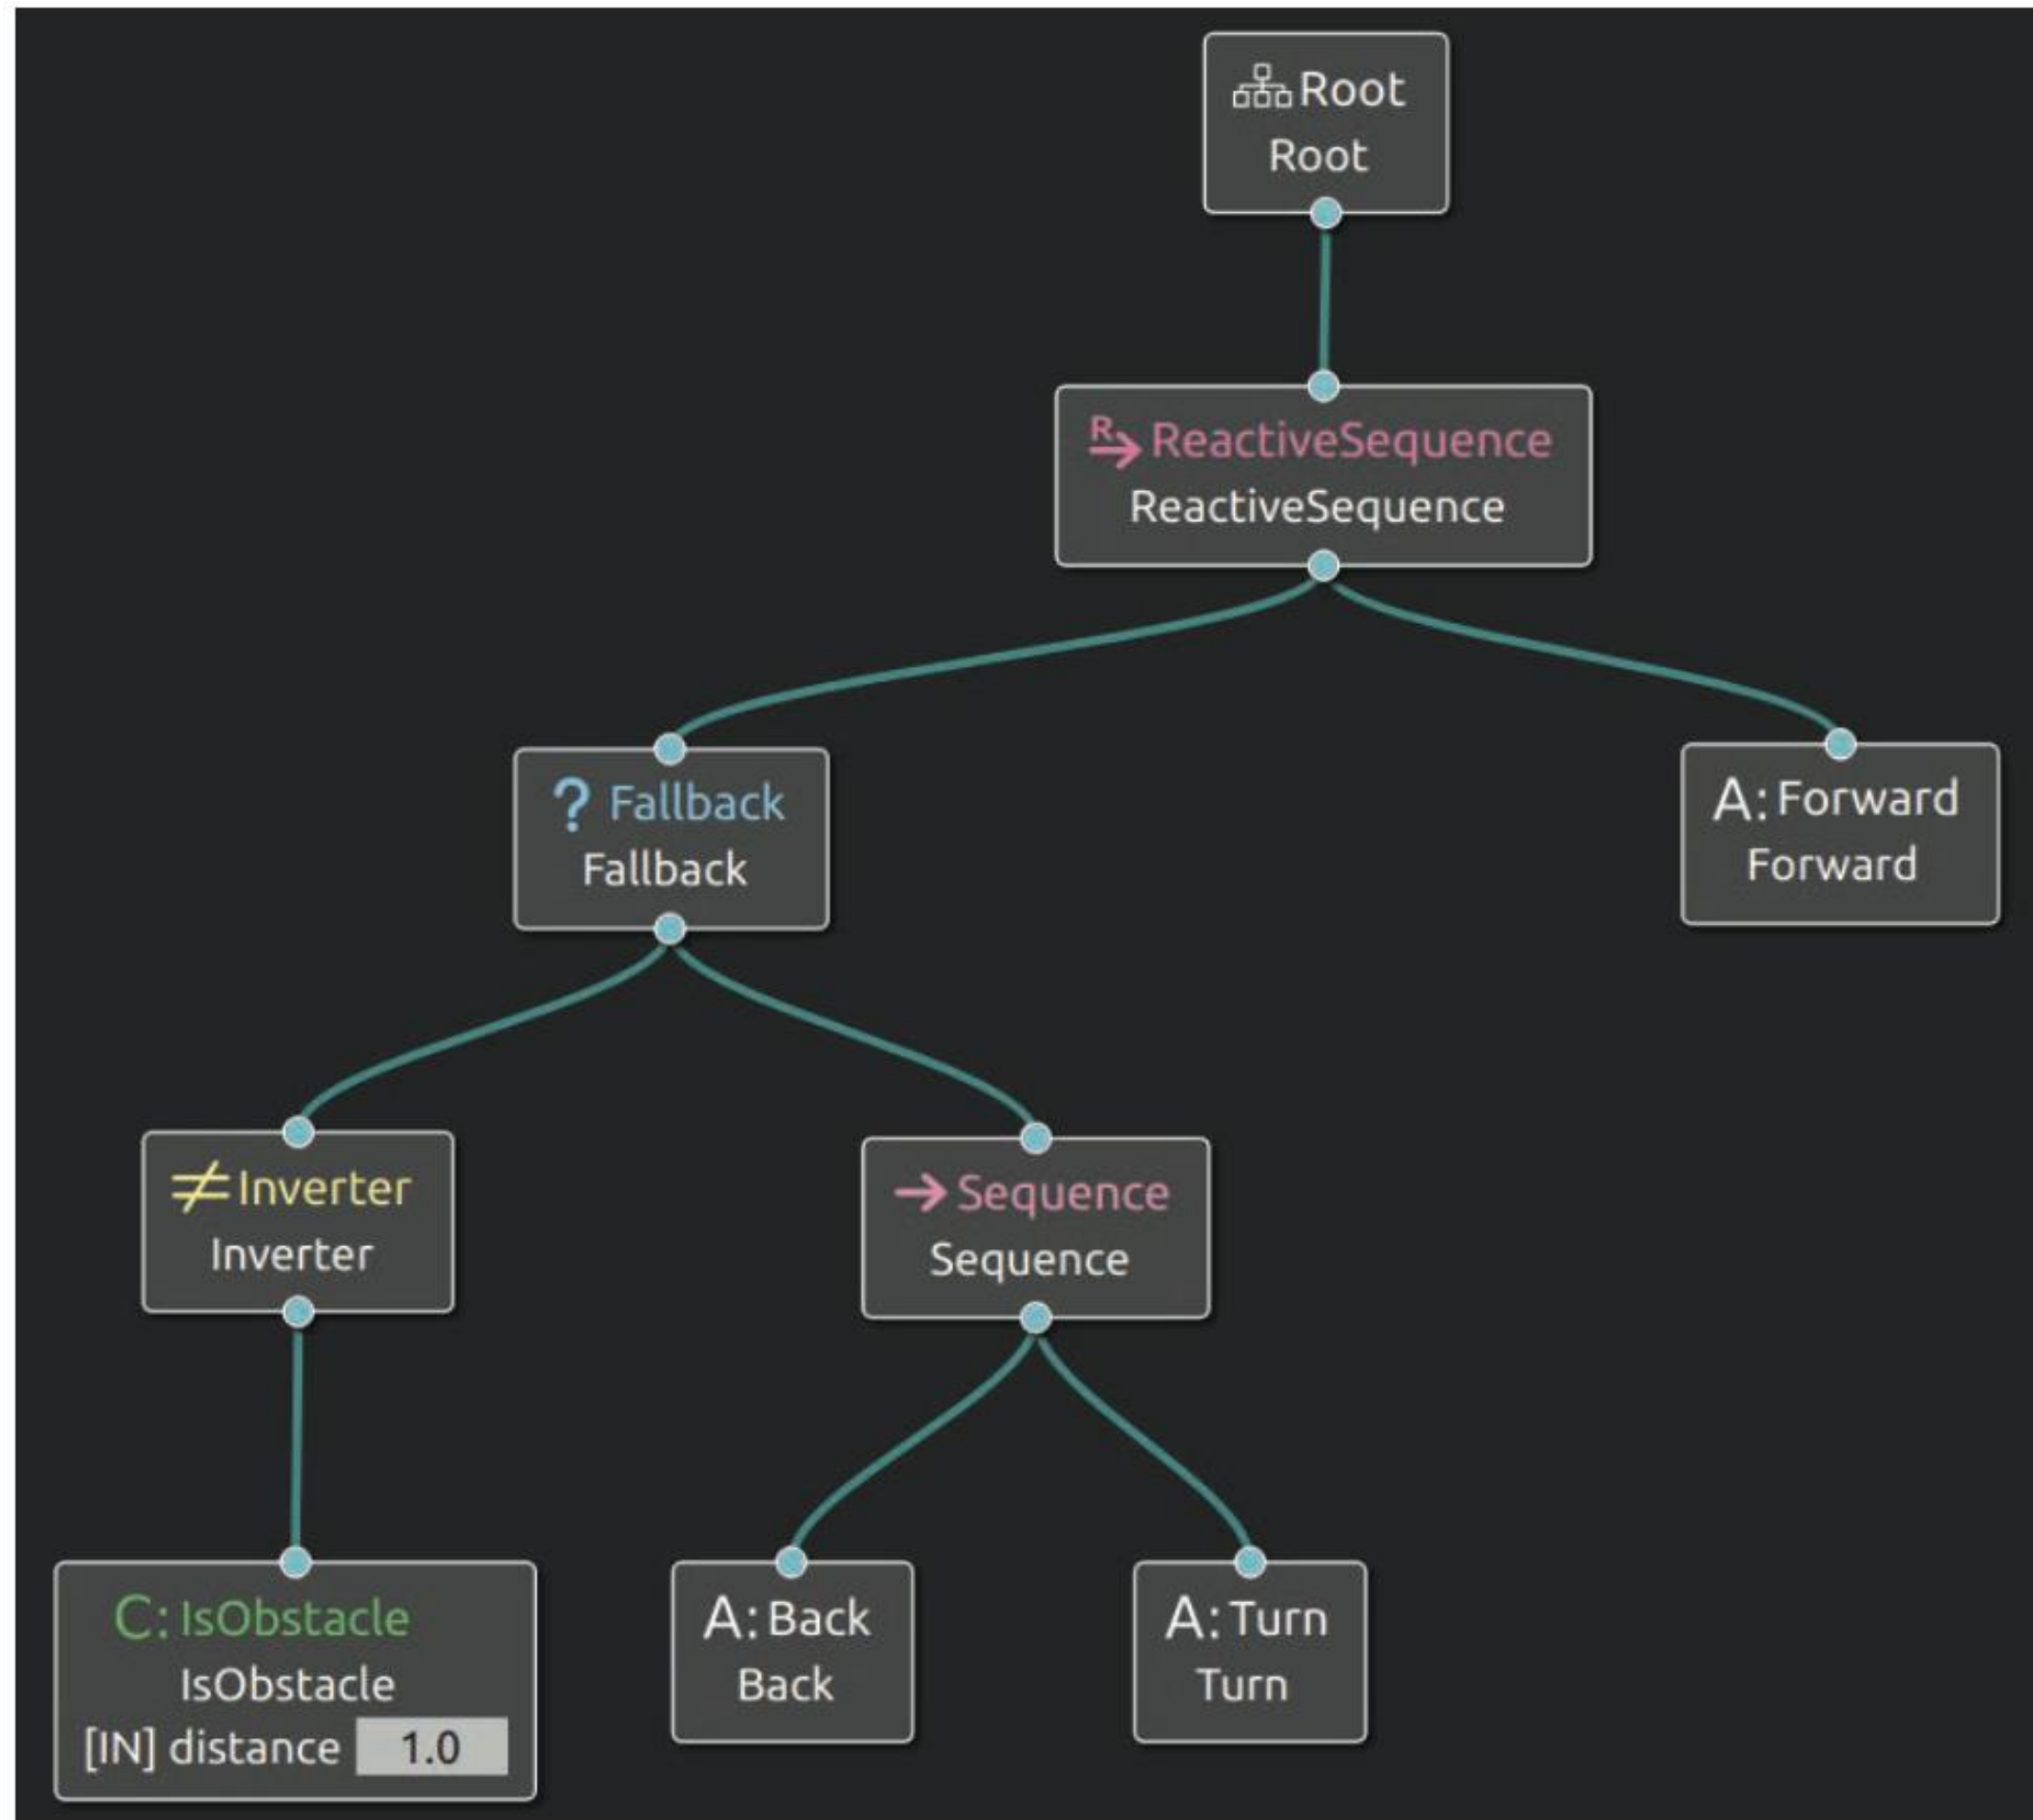 Root
Root
R ReactiveSequence
ReactiveSequence
? Fallback
Fallback
A: Forward
Forward
≠ Inverter
Inverter
→ Sequence
Sequence
C: IsObstacle
IsObstacle
[IN] distance 1.0
A: Back
Back
A: Turn
Turn